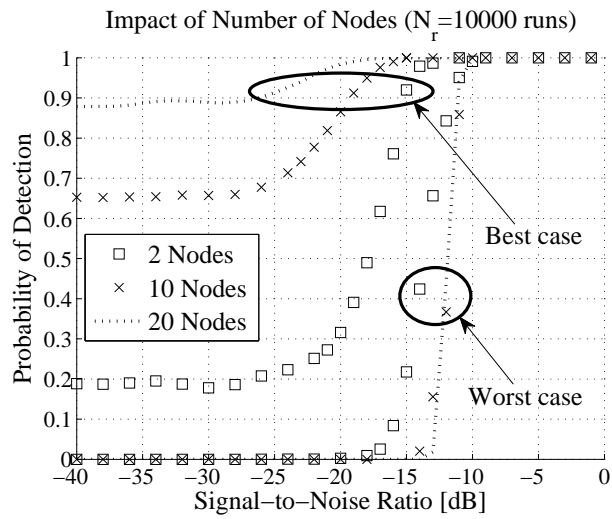 Impact of Number of Nodes (N_r=10000 runs)
1
0.9
0.8
0.7
0.6
0.5
0.4
0.3
0.2
0.1
0
Probability of Detection
Best case
2 Nodes
10 Nodes
20 Nodes
Worst case
−40 −35 −30 −25 −20 −15 −10 −5 0
Signal−to−Noise Ratio [dB]